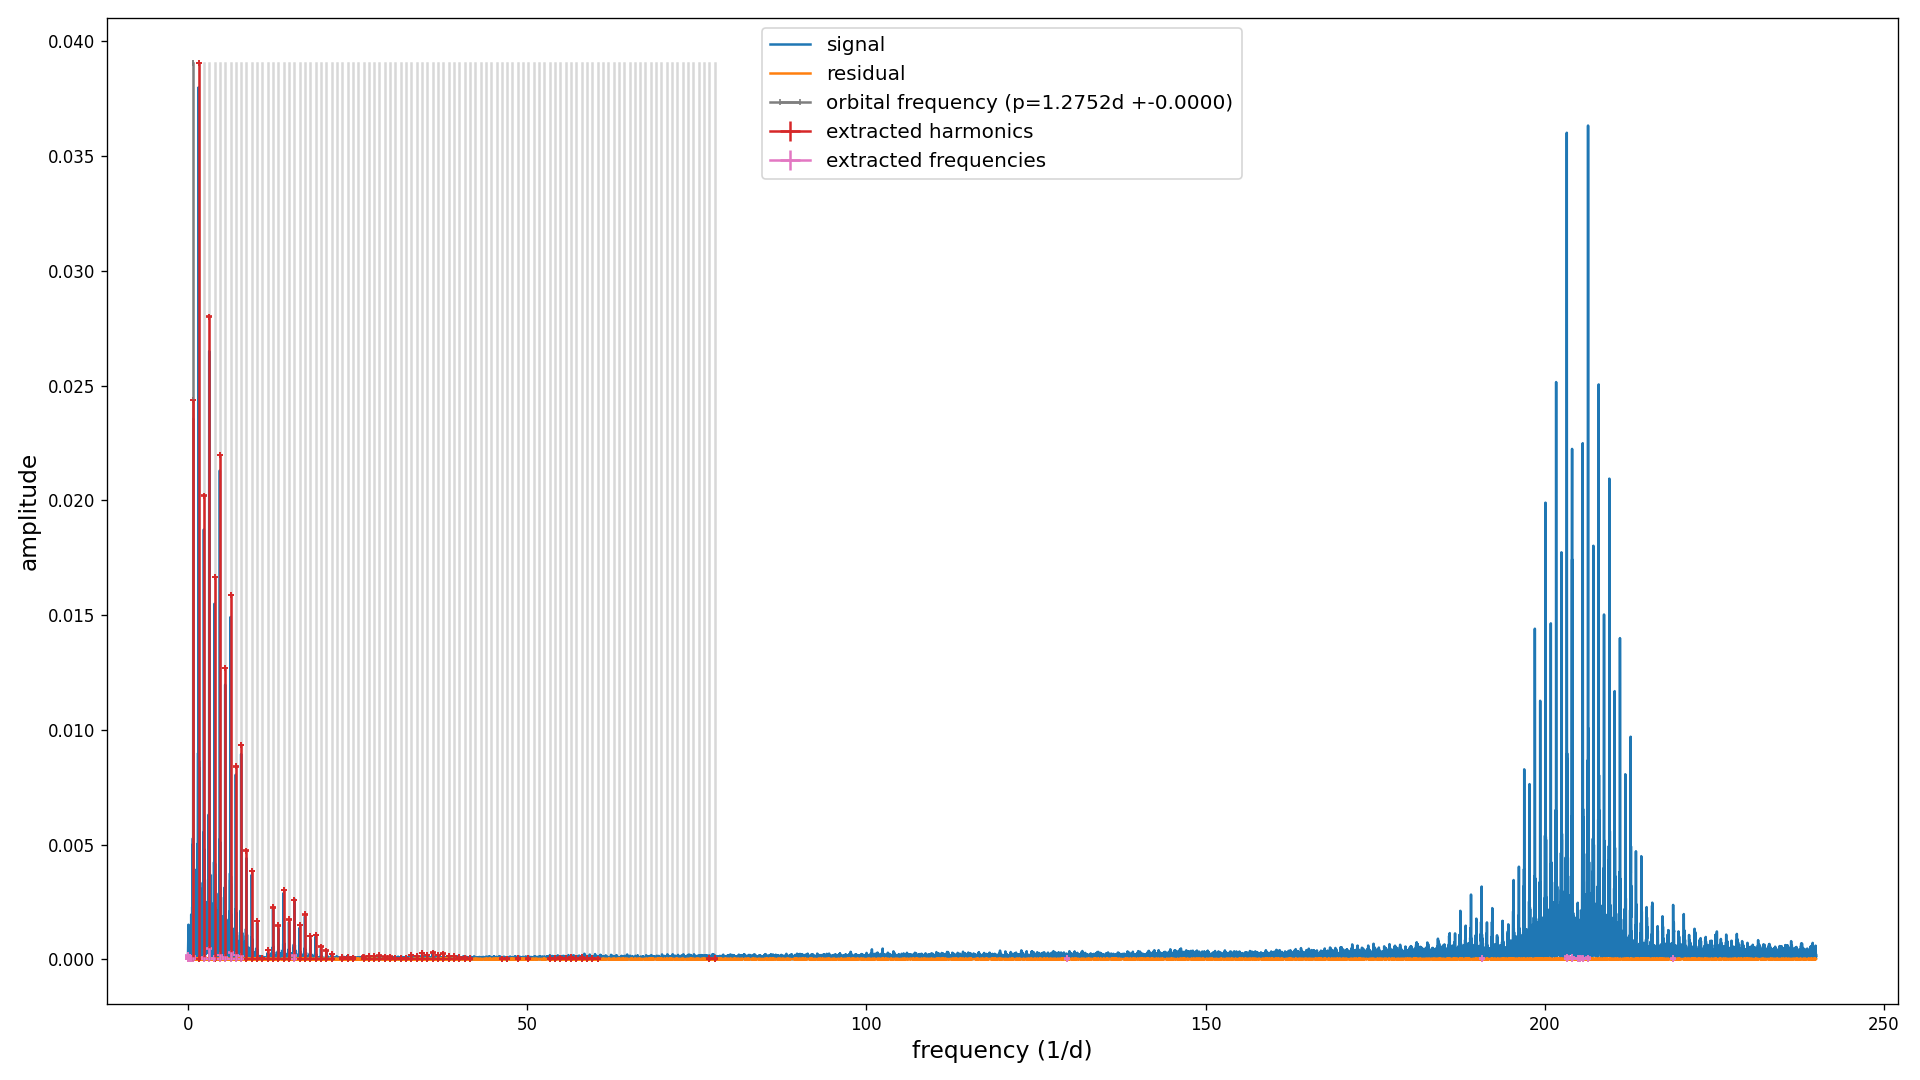 signal
residual
orbital frequency (p=1.2752d +-0.0000)
extracted harmonics
extracted frequencies
0.040
0.035
0.030
0.025
0.020
0.015
0.010
0.005
0.000
amplitude
0 50 100 150 200 250
frequency (1/d)